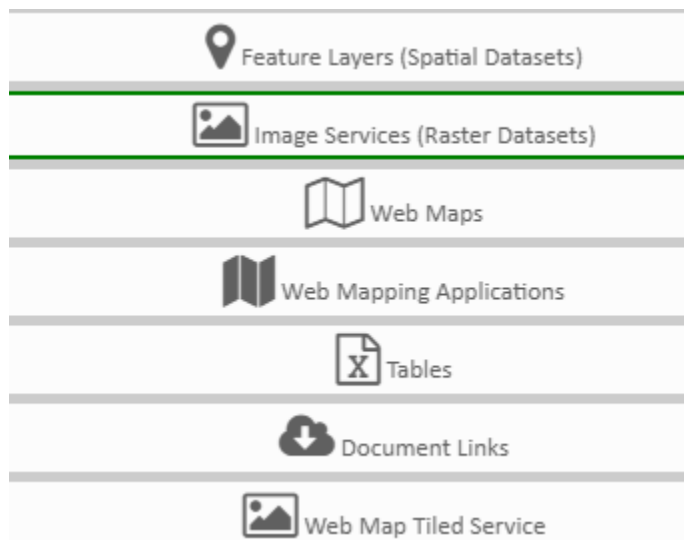 Feature Layers (Spatial Datasets)
Image Services (Raster Datasets)
Web Maps
Web Mapping Applications
X Tables
Document Links
Web Map Tiled Service